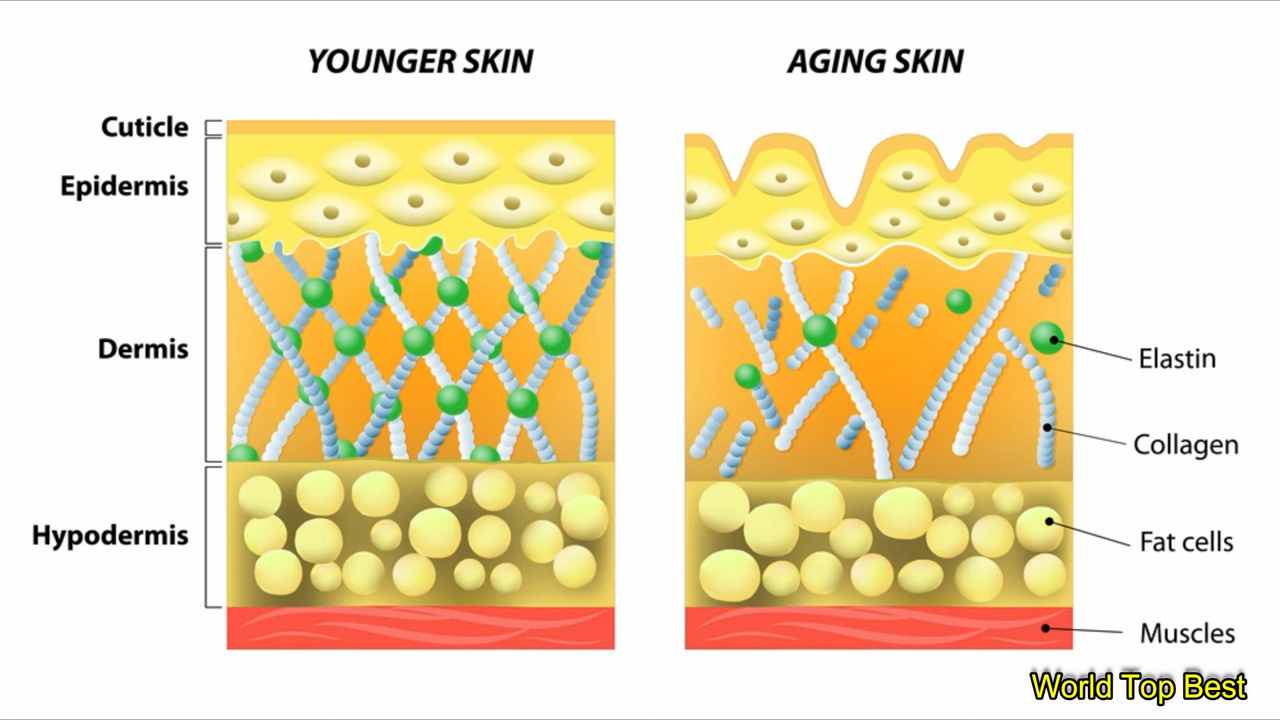 YOUNGER SKIN
AGING SKIN
Cuticle
Epidermis
Dermis
Hypodermis
Elastin
Collagen
Fat cells
Muscles
World Top Best